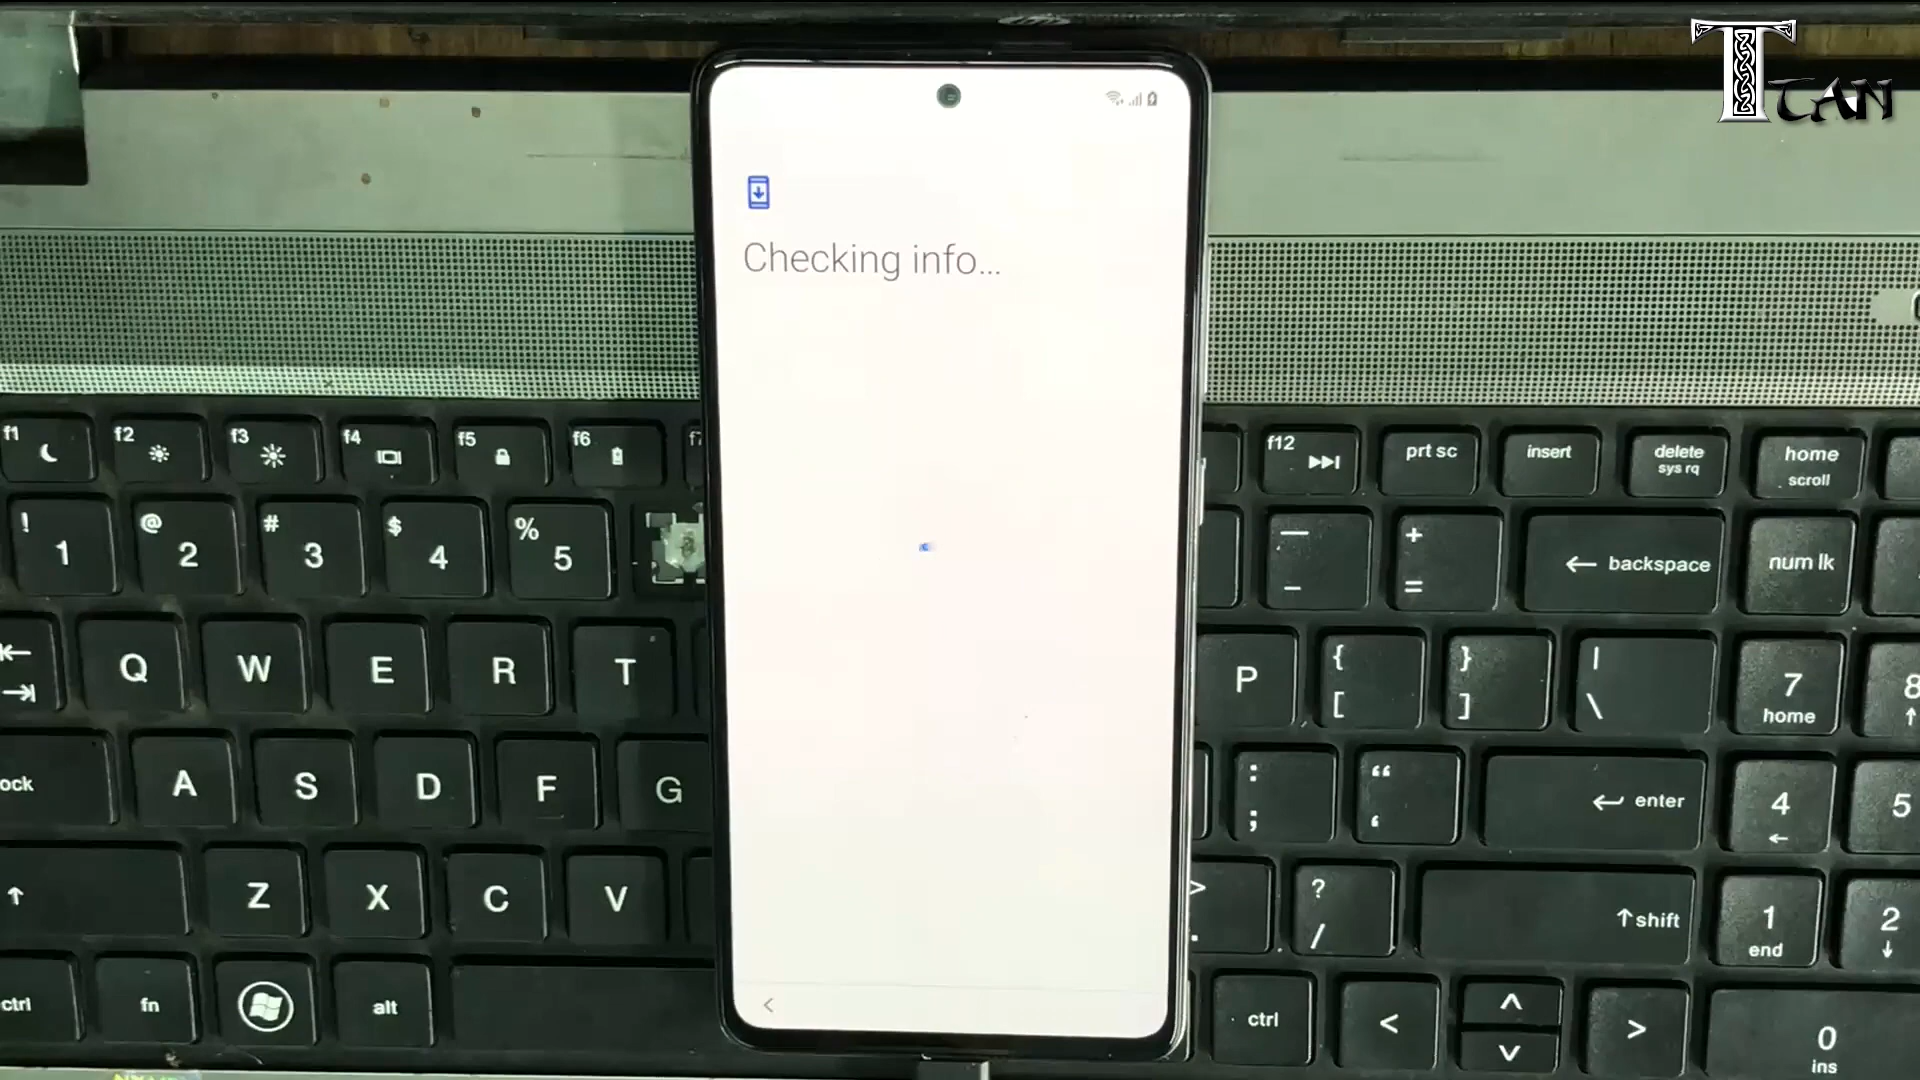 TTAN
Checking info...
f1
f2
f3
f4
f5
f6
f12
prt sc
insert
delete
sys rq
home
scroll
! 1
@ 2
# 3
$ 4
% 5
— -
+ =
← backspace
num lk
Q W E R T
P
{ [
} ]
| \
7 home
8 ↑
ock
A S D F G
: ;
“ ‘
↵ enter
4 ←
5
↑
Z X C V
> .
? /
↑shift
1 end
2 ↓
ctrl
fn
alt
ctrl
0 ins